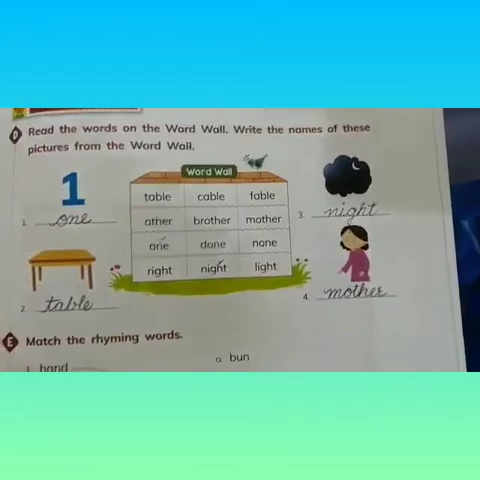 D Read the words on the Word Wall. Write the names of these
pictures from the Word Wall.
Word Wall
table cable fable
other brother mother
one done none
right night light
1
1. one
2. table
3. night
4. mother
E Match the rhyming words.
1. hand
a. bun